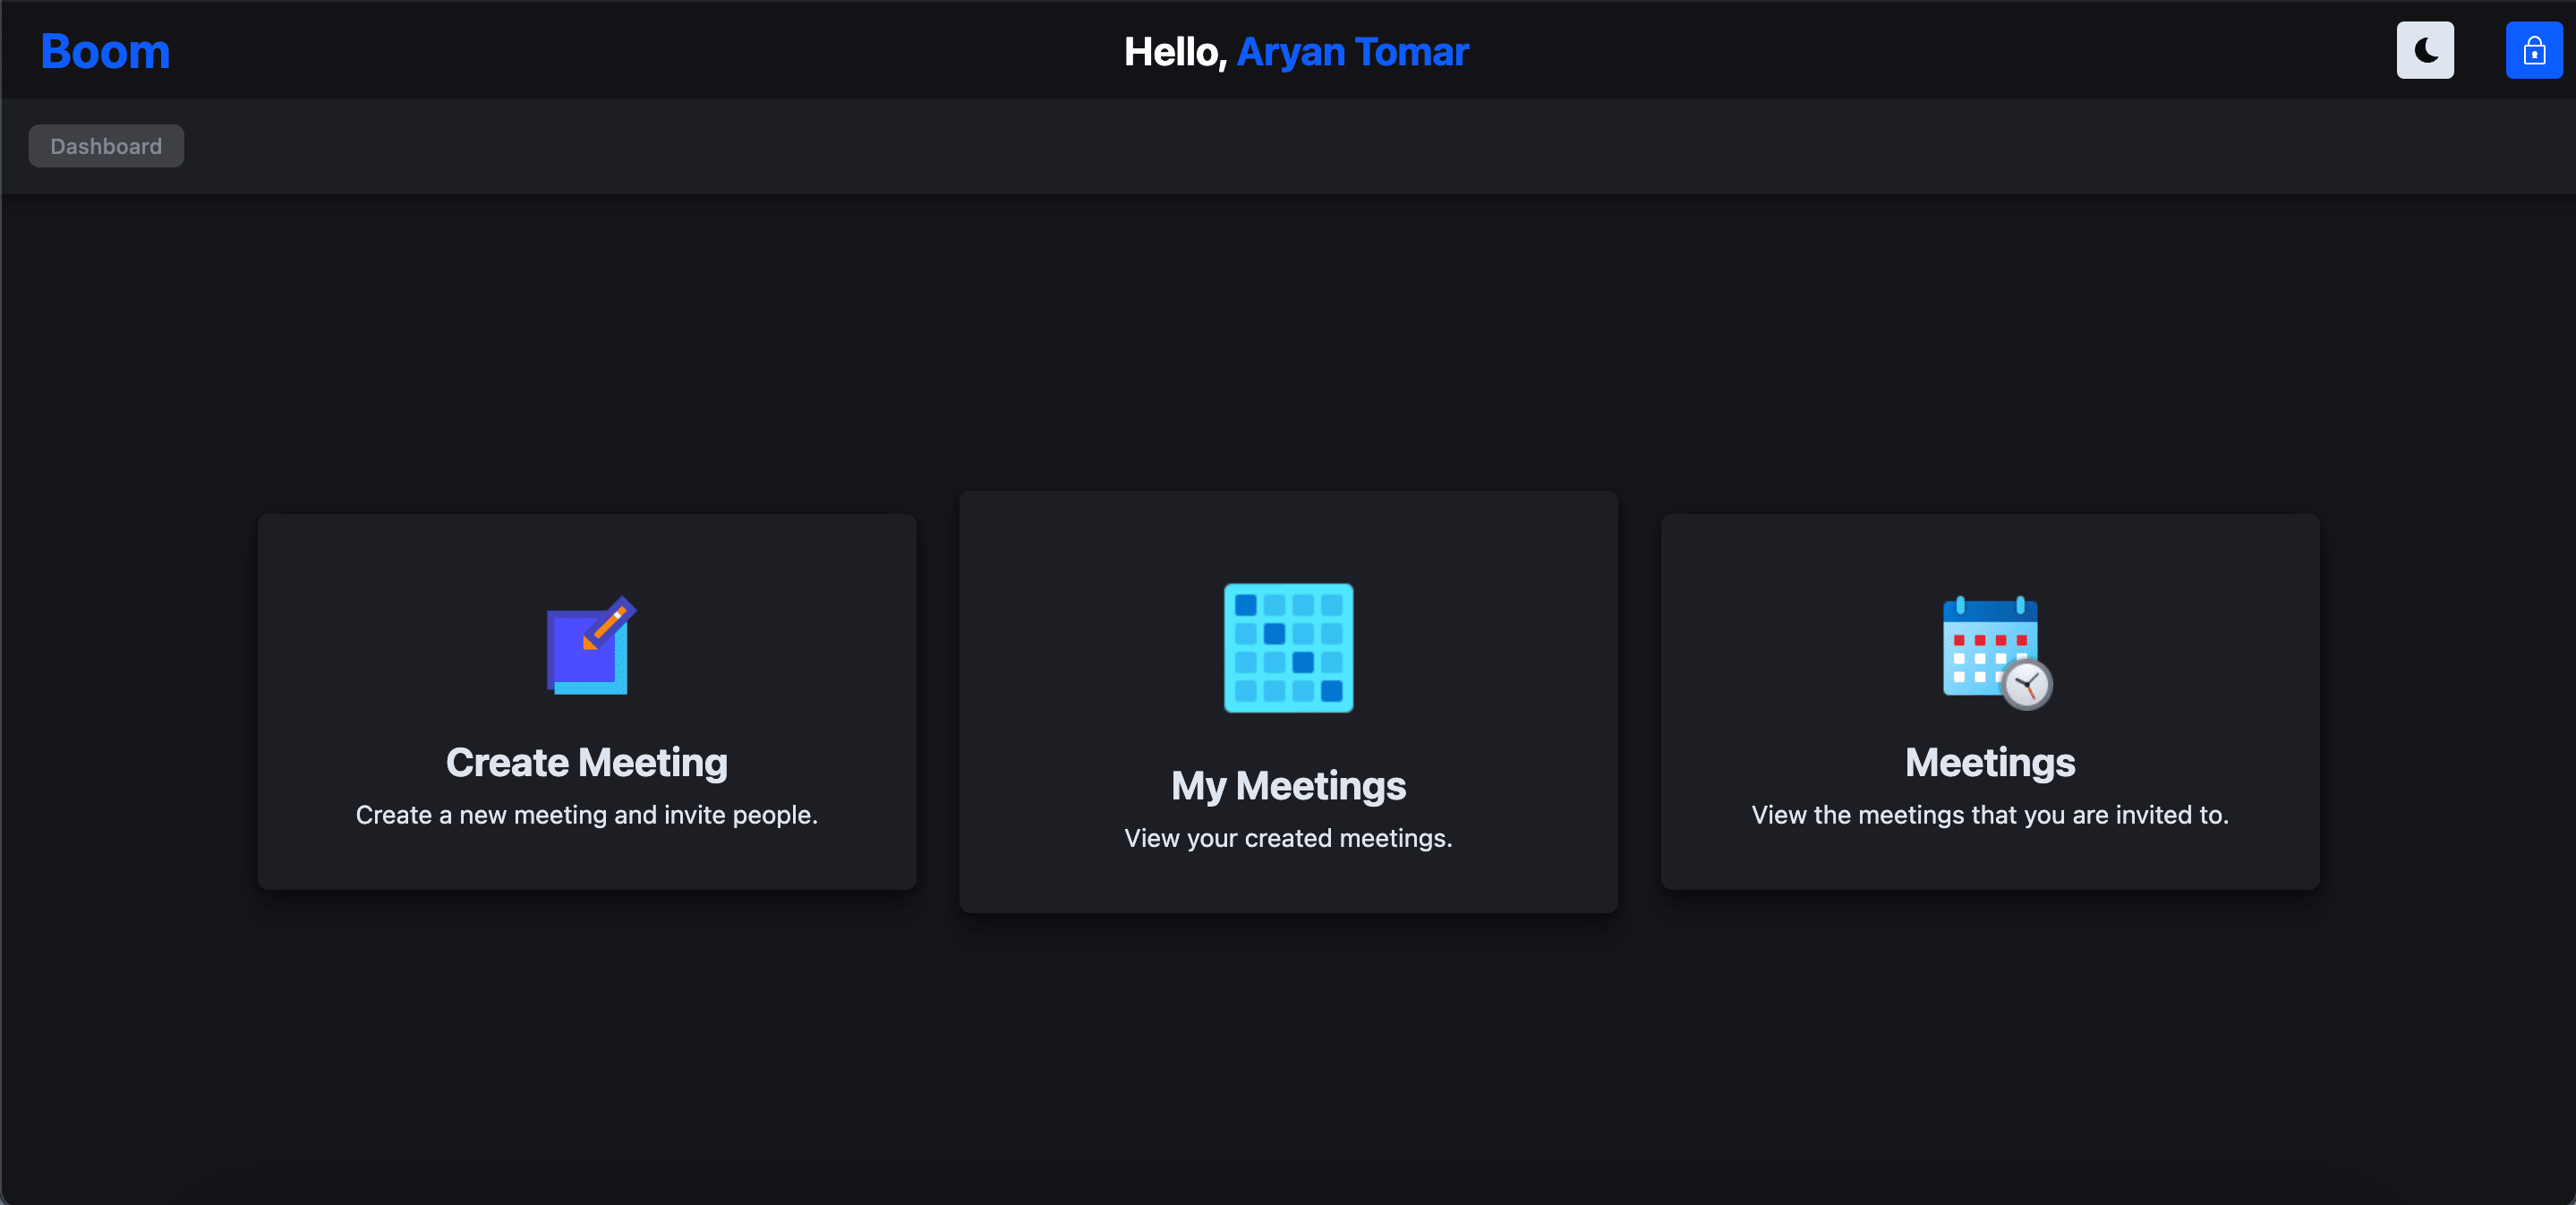 Boom
Hello, Aryan Tomar
Dashboard
Create Meeting
Create a new meeting and invite people.
My Meetings
View your created meetings.
Meetings
View the meetings that you are invited to.